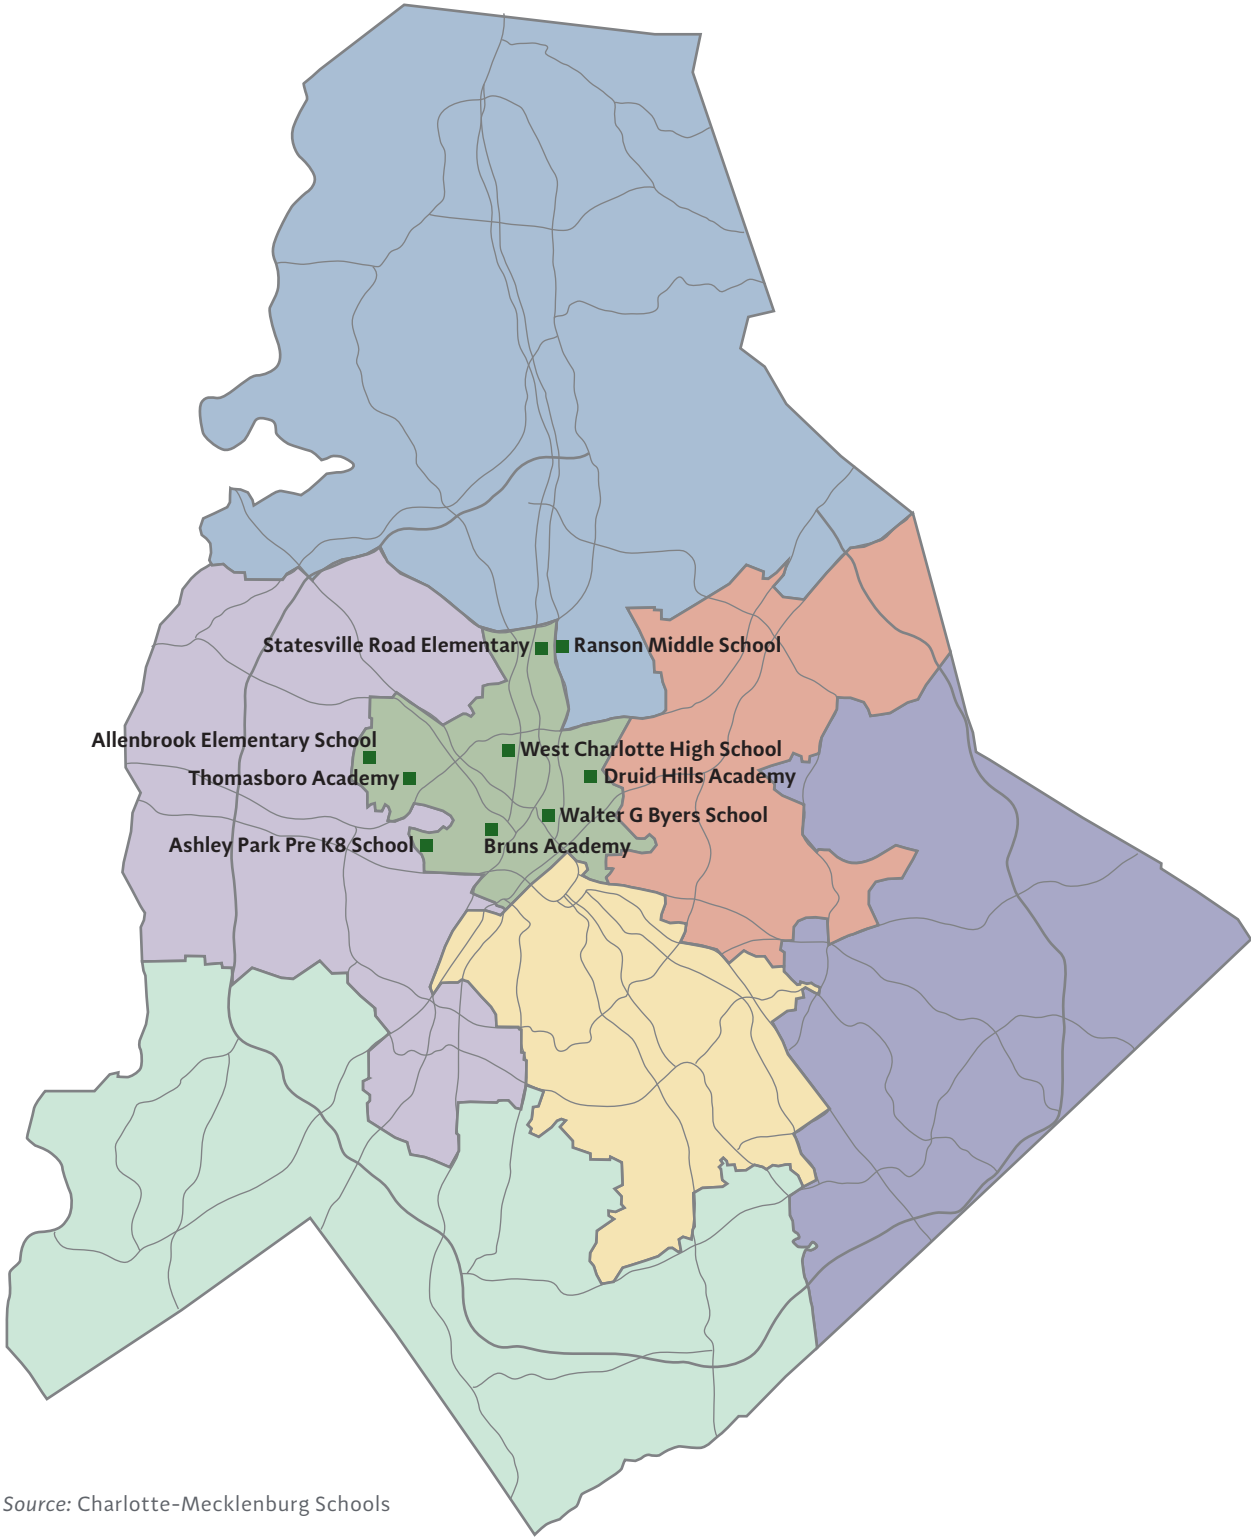 Statesville Road Elementary
Ranson Middle School
Allenbrook Elementary School
West Charlotte High School
Thomasboro Academy
Druid Hills Academy
Walter G Byers School
Ashley Park Pre K8 School
Bruns Academy
Source: Charlotte-Mecklenburg Schools